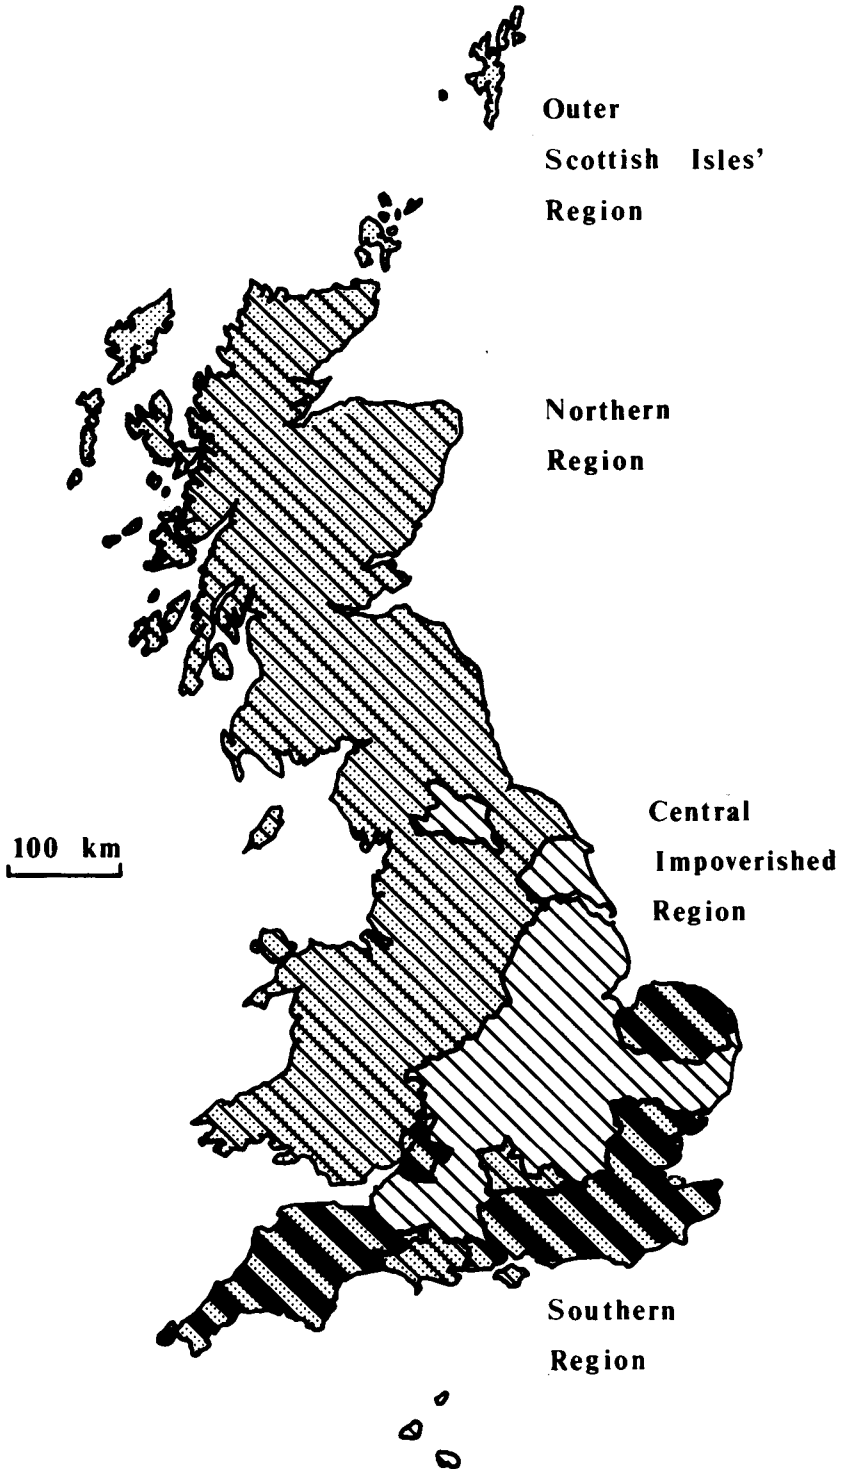 Outer
Scottish Isles'
Region
Northern
Region
Central
Impoverished
Region
100 km
Southern
Region